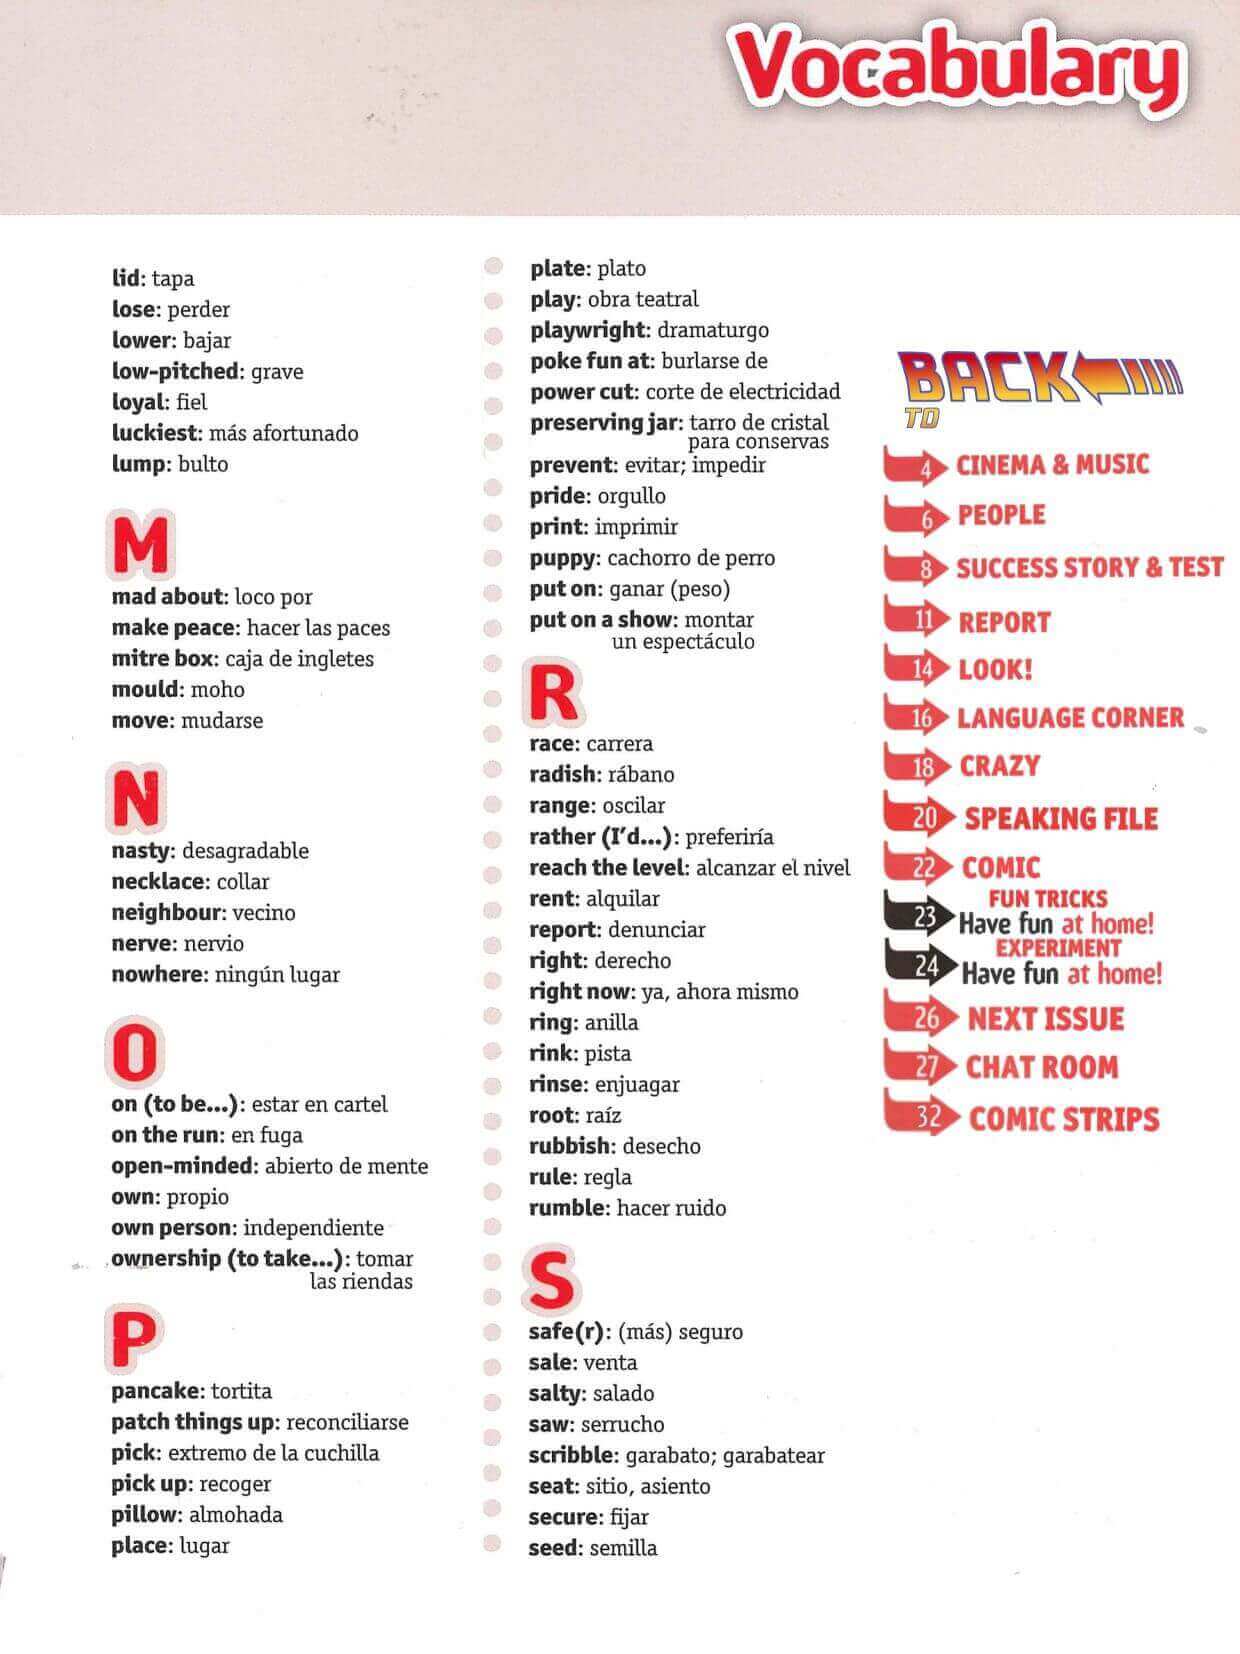 Vocabulary
lid: tapa
lose: perder
lower: bajar
low-pitched: grave
loyal: fiel
luckiest: más afortunado
lump: bulto
M
mad about: loco por
make peace: hacer las paces
mitre box: caja de ingletes
mould: moho
move: mudarse
N
nasty: desagradable
necklace: collar
neighbour: vecino
nerve: nervio
nowhere: ningún lugar
O
on (to be...): estar en cartel
on the run: en fuga
open-minded: abierto de mente
own: propio
own person: independiente
ownership (to take...): tomar
las riendas
P
pancake: tortita
patch things up: reconciliarse
pick: extremo de la cuchilla
pick up: recoger
pillow: almohada
place: lugar
plate: plato
play: obra teatral
playwright: dramaturgo
poke fun at: burlarse de
power cut: corte de electricidad
preserving jar: tarro de cristal
para conservas
prevent: evitar; impedir
pride: orgullo
print: imprimir
puppy: cachorro de perro
put on: ganar (peso)
put on a show: montar
un espectáculo
R
race: carrera
radish: rábano
range: oscilar
rather (I'd...): preferiría
reach the level: alcanzar el nivel
rent: alquilar
report: denunciar
right: derecho
right now: ya, ahora mismo
ring: anilla
rink: pista
rinse: enjuagar
root: raíz
rubbish: desecho
rule: regla
rumble: hacer ruido
S
safe(r): (más) seguro
sale: venta
salty: salado
saw: serrucho
scribble: garabato; garabatear
seat: sitio, asiento
secure: fijar
seed: semilla
BACK
TO
4 CINEMA & MUSIC
6 PEOPLE
8 SUCCESS STORY & TEST
11 REPORT
14 LOOK!
16 LANGUAGE CORNER
18 CRAZY
20 SPEAKING FILE
22 COMIC
FUN TRICKS
23 Have fun at home!
EXPERIMENT
24 Have fun at home!
26 NEXT ISSUE
27 CHAT ROOM
32 COMIC STRIPS